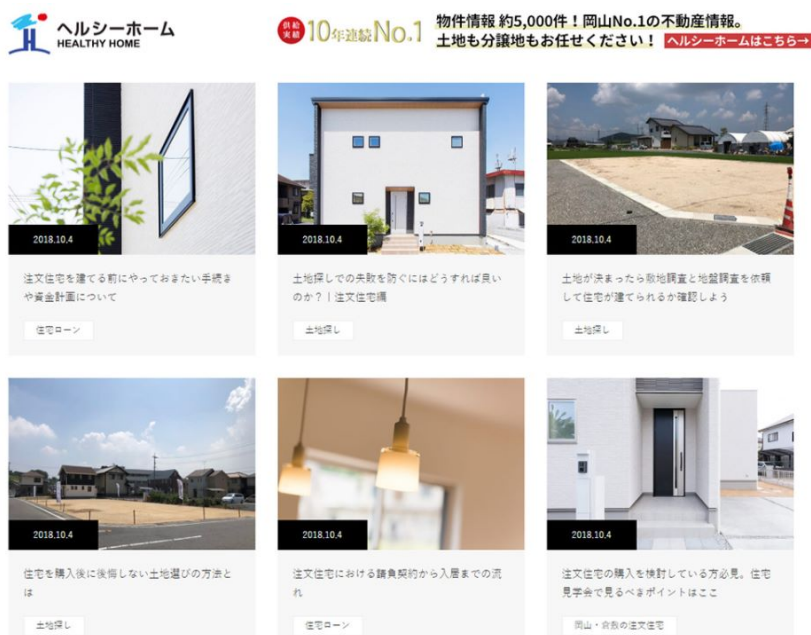 ヘルシーホーム
HEALTHY HOME
供給
実績
10年連続No.1
物件情報 約5,000件！岡山No.1の不動産情報。
土地も分譲地もお任せください！ ヘルシーホームはこちら→
2018.10.4
注文住宅を建てる前にやっておきたい手続き
や資金計画について
住宅ローン
2018.10.4
土地探しでの失敗を防ぐにはどうすれば良い
のか？｜注文住宅編
土地探し
2018.10.4
土地が決まったら敷地調査と地盤調査を依頼
して住宅が建てられるか確認しよう
土地探し
2018.10.4
住宅を購入後に後悔しない土地選びの方法と
は
土地探し
2018.10.4
注文住宅における請負契約から入居までの流
れ
住宅ローン
2018.10.4
注文住宅の購入を検討している方必見。住宅
見学会で見るべきポイントはここ
岡山・倉敷の注文住宅